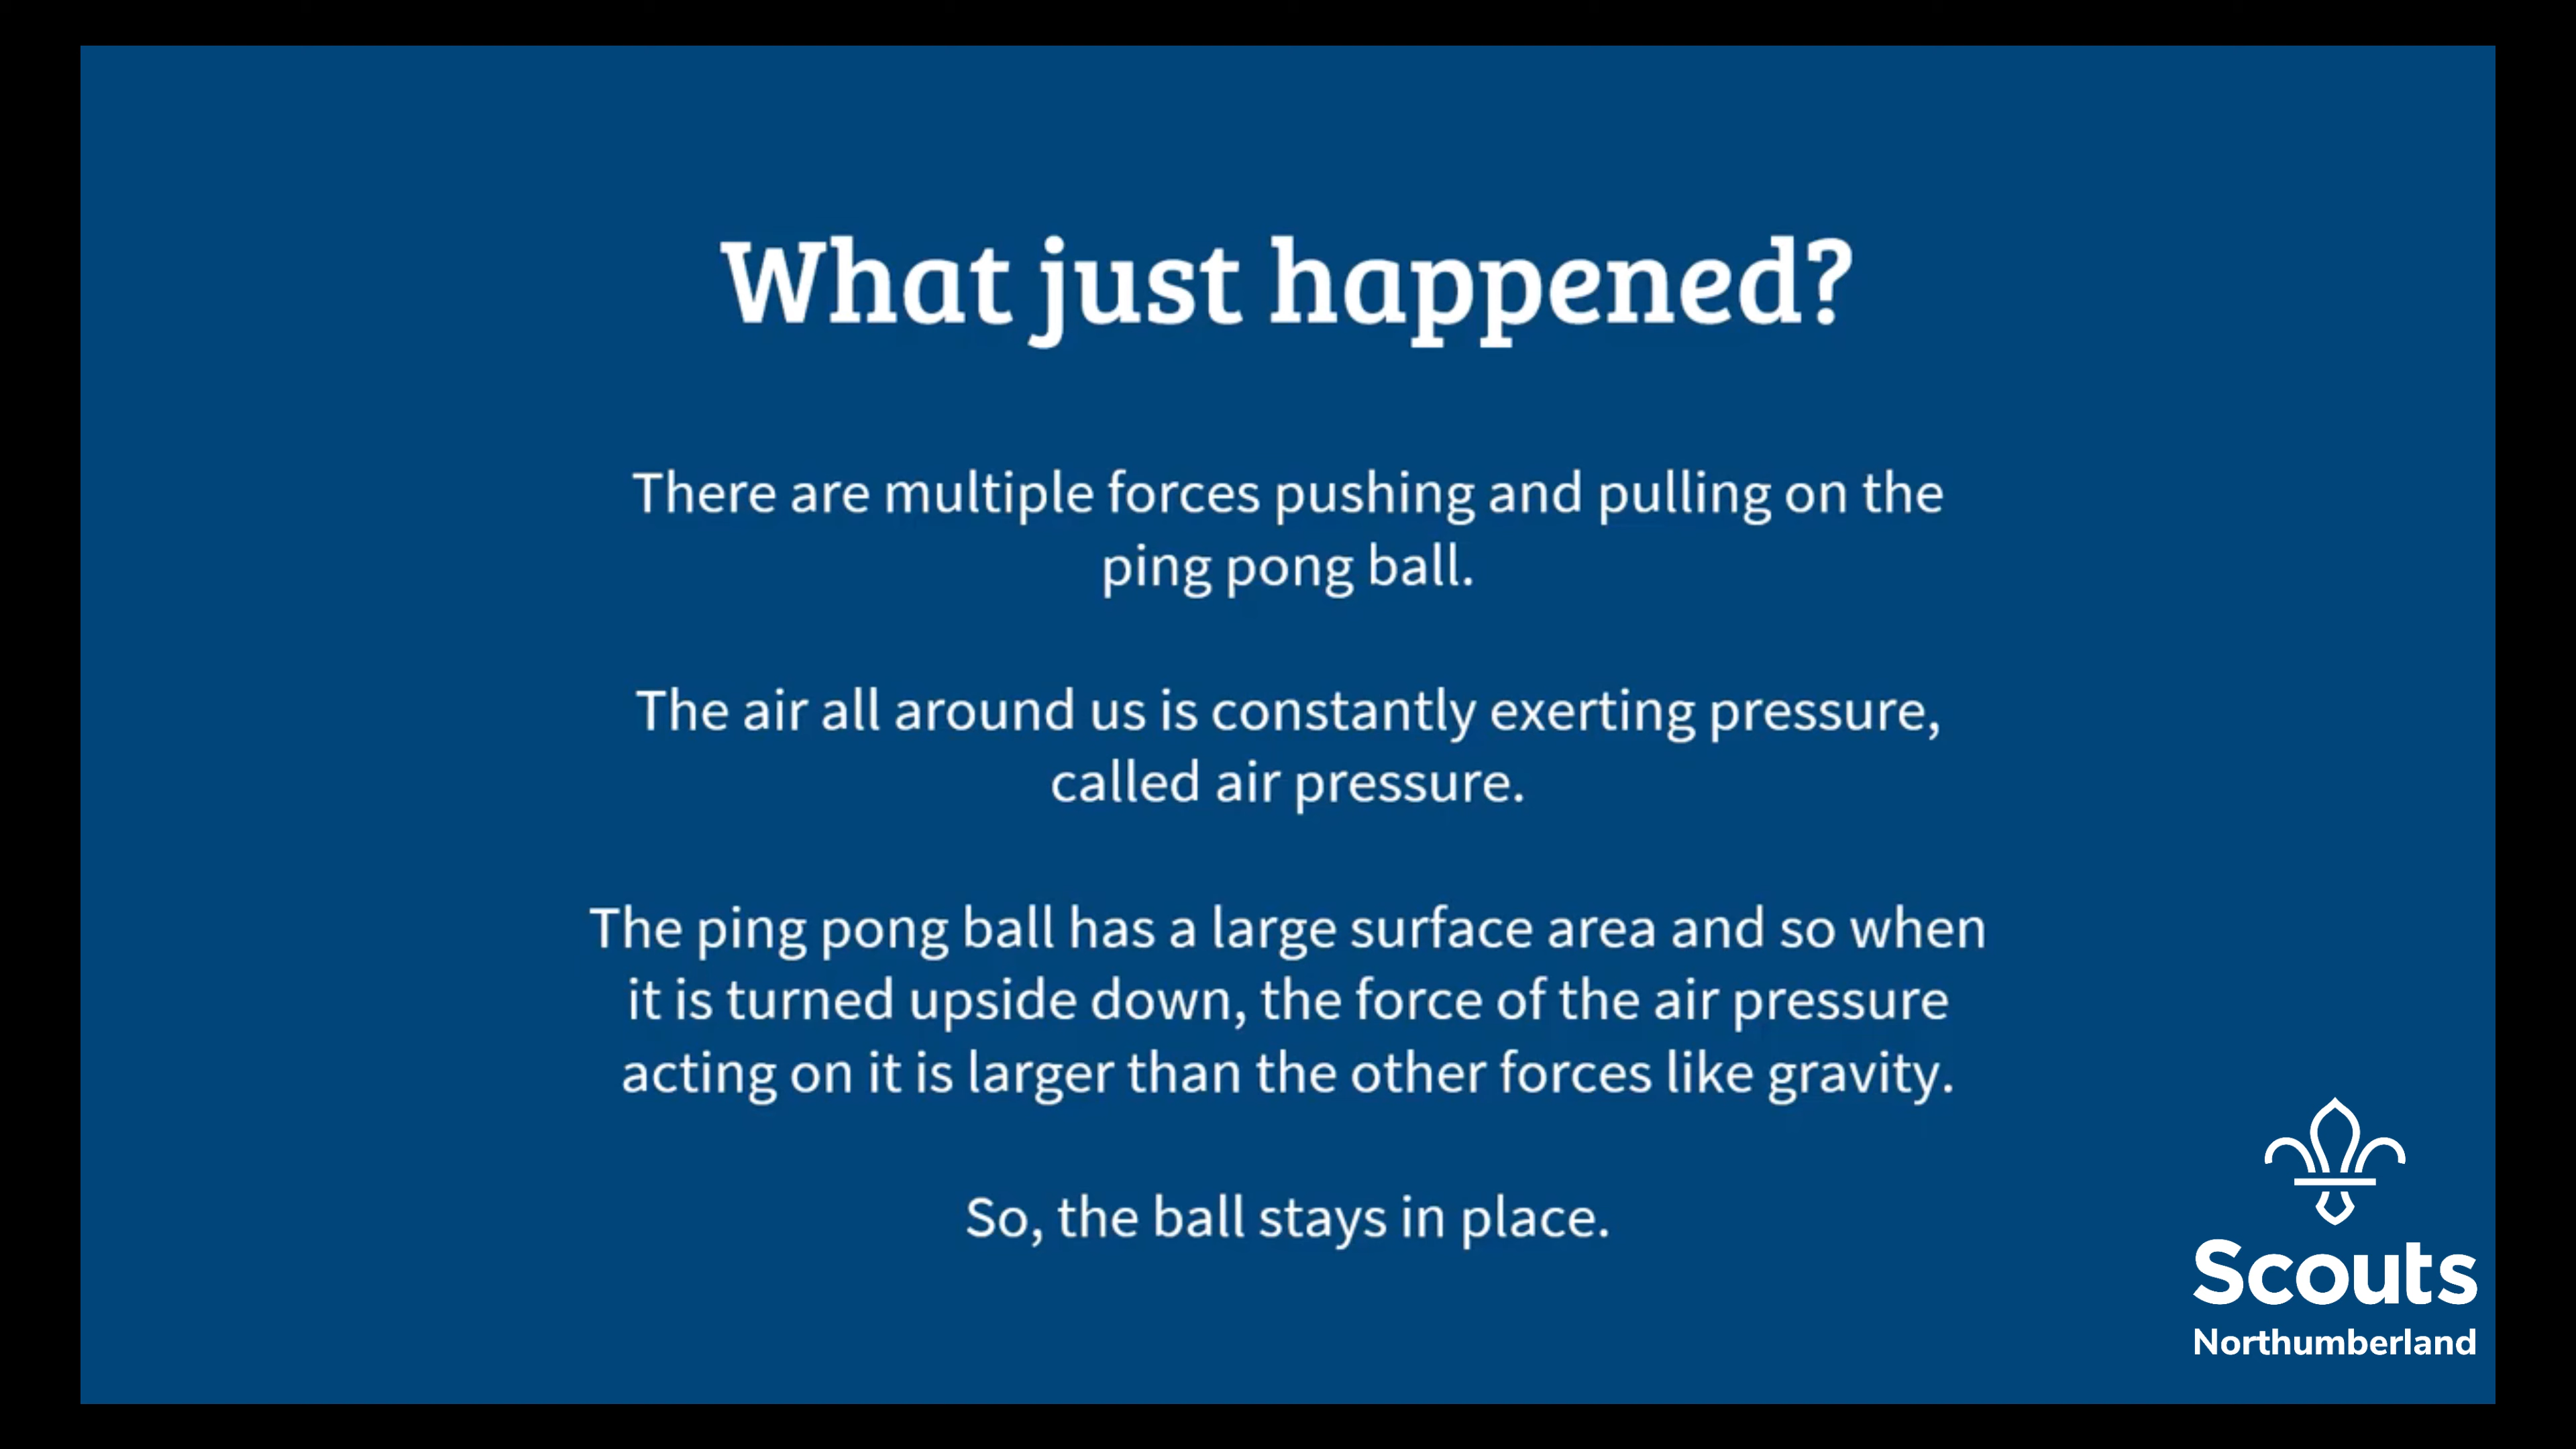 What just happened?
There are multiple forces pushing and pulling on the
ping pong ball.
The air all around us is constantly exerting pressure,
called air pressure.
The ping pong ball has a large surface area and so when
it is turned upside down, the force of the air pressure
acting on it is larger than the other forces like gravity.
So, the ball stays in place.
Scouts
Northumberland